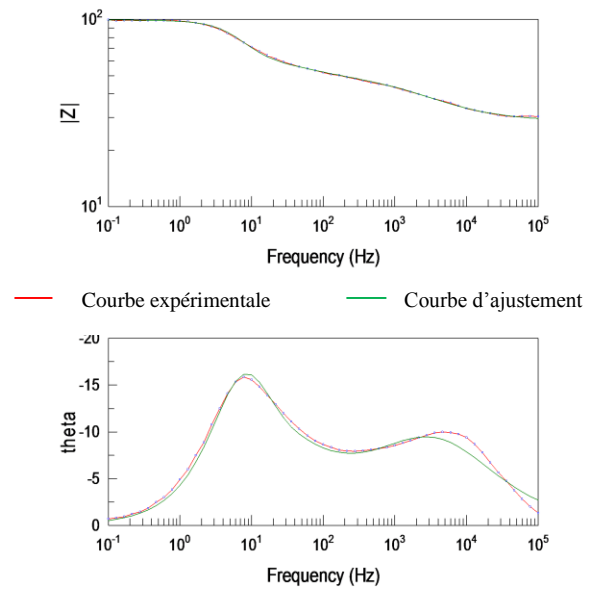 10²
|Z|
10¹
10⁻¹ 10⁰ 10¹ 10² 10³ 10⁴ 10⁵
Frequency (Hz)
Courbe expérimentale Courbe d'ajustement
-20
-15
-10
-5
0
theta
10⁻¹ 10⁰ 10¹ 10² 10³ 10⁴ 10⁵
Frequency (Hz)